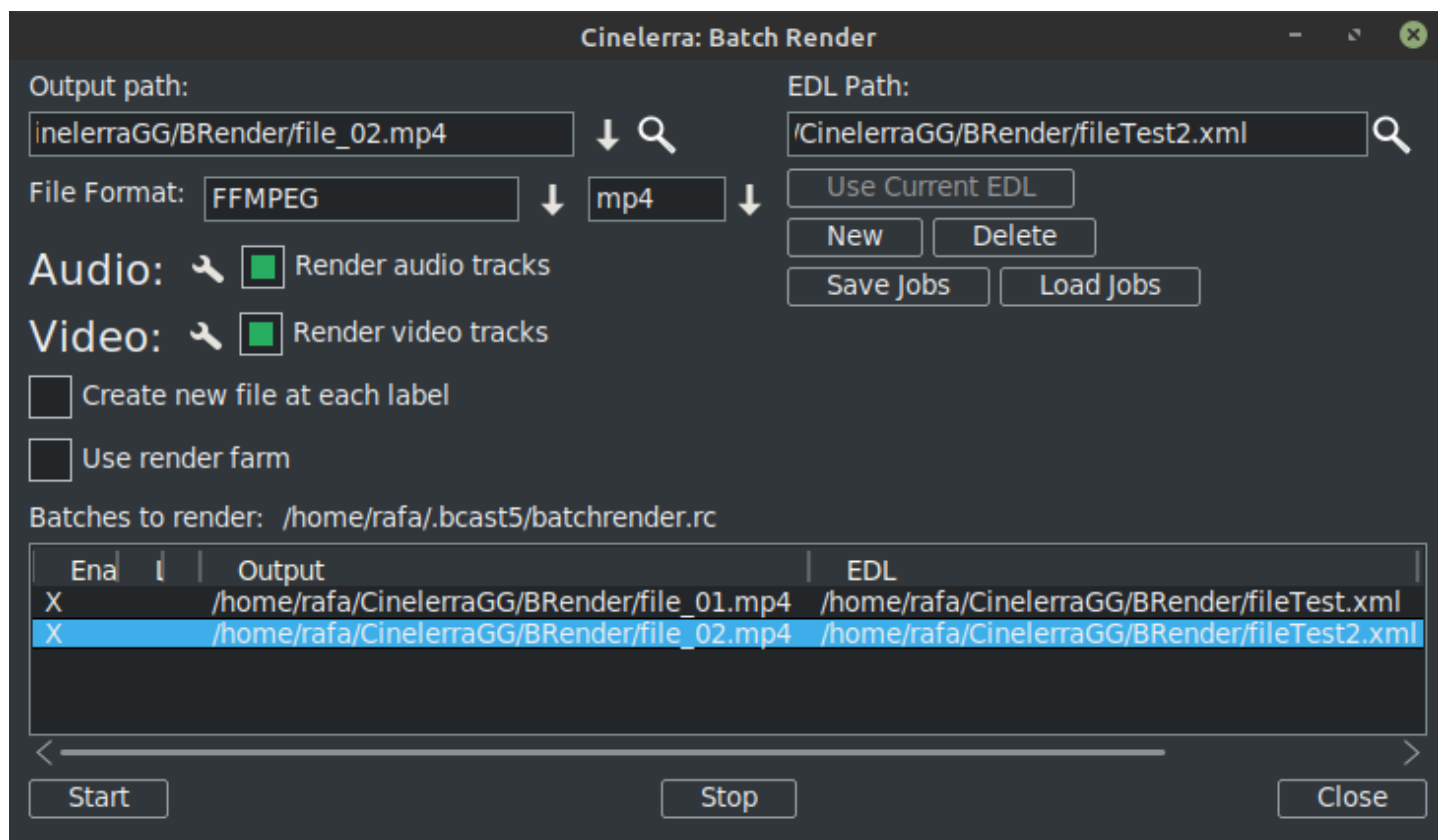 Cinelerra: Batch Render
Output path:
EDL Path:
inelerraGG/BRender/file_02.mp4
/CinelerraGG/BRender/fileTest2.xml
File Format: FFMPEG mp4
Use Current EDL
New Delete
Audio: Render audio tracks
Save Jobs Load Jobs
Video: Render video tracks
Create new file at each label
Use render farm
Batches to render: /home/rafa/.bcast5/batchrender.rc
Ena Output EDL
X /home/rafa/CinelerraGG/BRender/file_01.mp4 /home/rafa/CinelerraGG/BRender/fileTest.xml
X /home/rafa/CinelerraGG/BRender/file_02.mp4 /home/rafa/CinelerraGG/BRender/fileTest2.xml
Start Stop Close